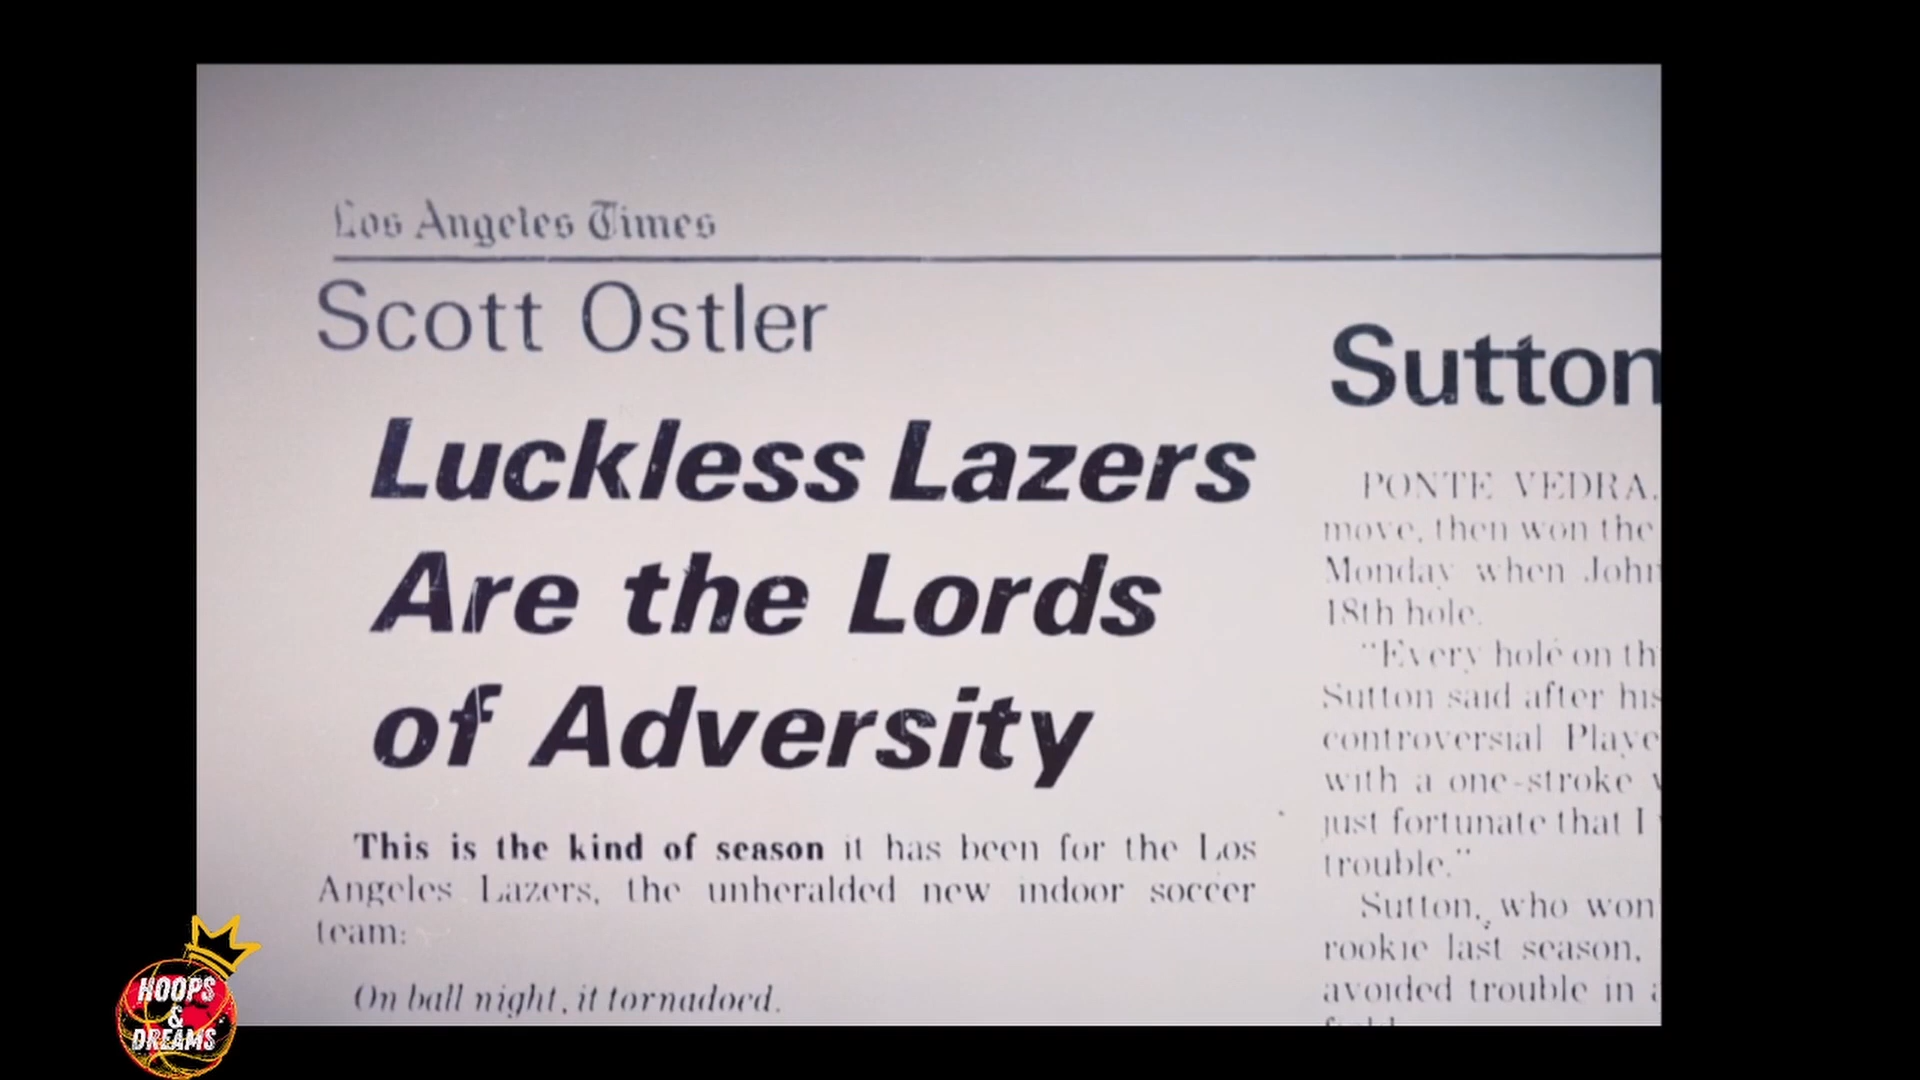 Los Angeles Times
Scott Ostler
Luckless Lazers
Are the Lords
of Adversity
This is the kind of season it has been for the Los
Angeles Lazers, the unheralded new indoor soccer
team:
On ball night, it tornadoed.
Sutton
PONTE VEDRA,
move, then won the
Monday when John
18th hole.
"Every hole on th
Sutton said after his
controversial Playe
with a one-stroke
just fortunate that I
trouble."
Sutton, who won
rookie last season,
avoided trouble in a
HOOPS
&
DREAMS